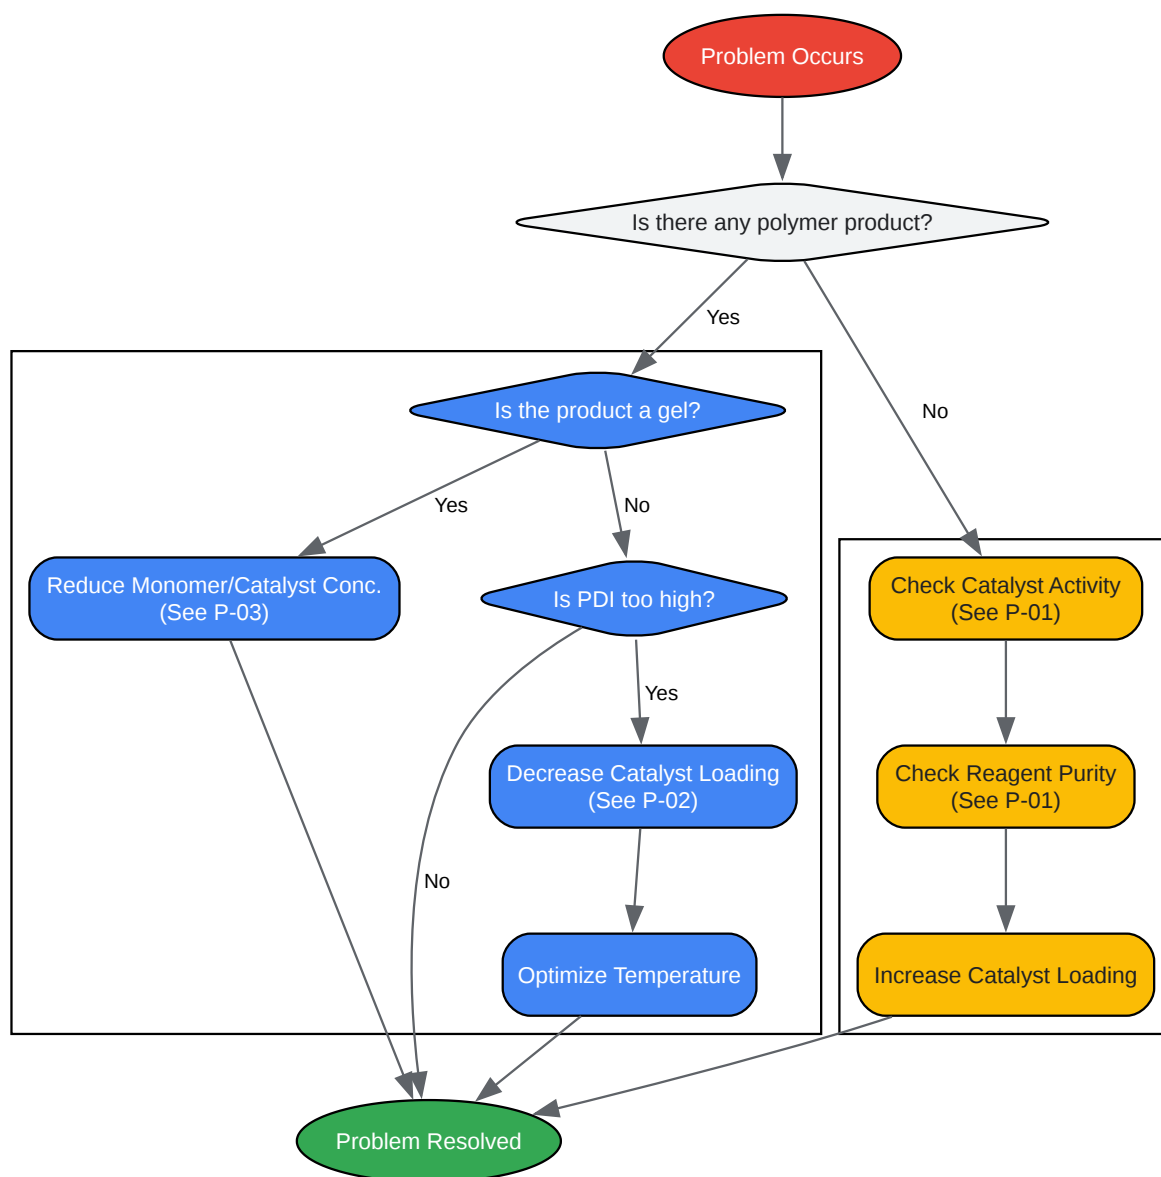 Problem Occurs
Is there any polymer product?
Yes
No
Is the product a gel?
Yes
No
Reduce Monomer/Catalyst Conc.
(See P-03)
Is PDI too high?
Check Catalyst Activity
(See P-01)
Yes
No
Decrease Catalyst Loading
(See P-02)
Check Reagent Purity
(See P-01)
Optimize Temperature
Increase Catalyst Loading
Problem Resolved